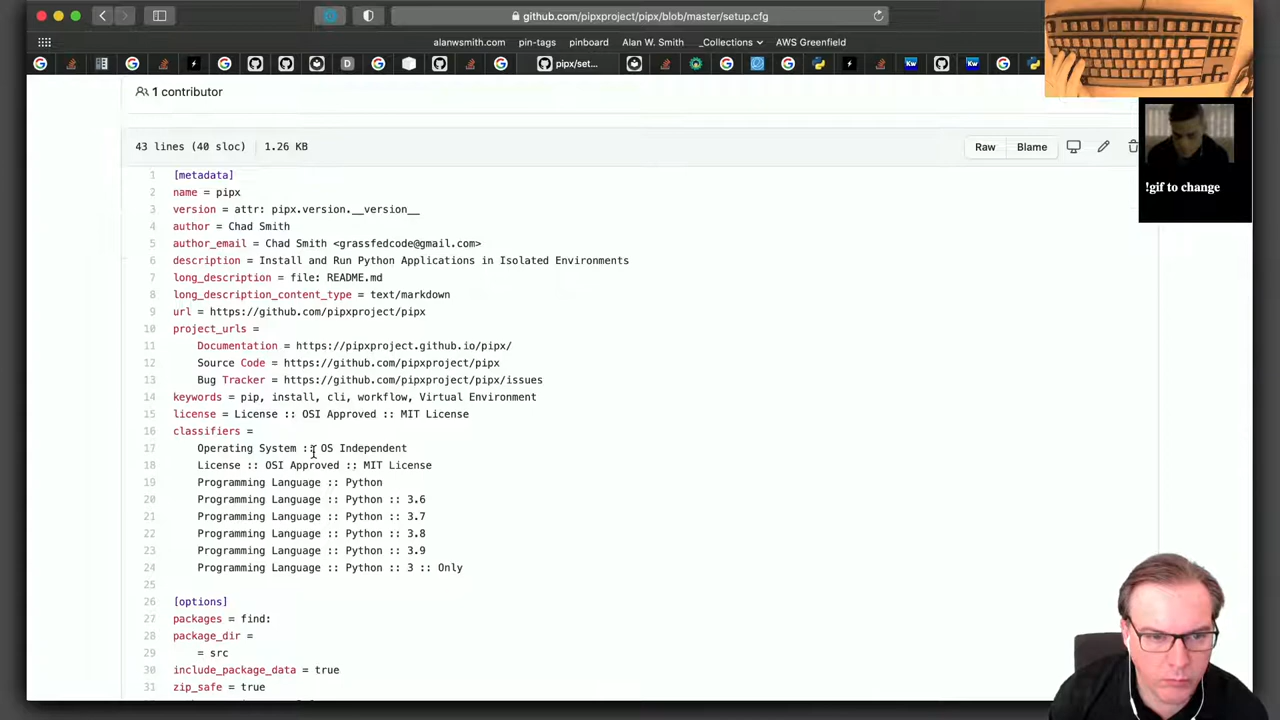 github.com/pipxproject/pipx/blob/master/setup.cfg
alanwsmith.com pin-tags pinboard Alan W. Smith _Collections AWS Greenfield
pipx/set...
1 contributor
!gif to change
43 lines (40 sloc) 1.26 KB
Raw Blame
1 [metadata]
2 name = pipx
3 version = attr: pipx.version.__version__
4 author = Chad Smith
5 author_email = Chad Smith <grassfedcode@gmail.com>
6 description = Install and Run Python Applications in Isolated Environments
7 long_description = file: README.md
8 long_description_content_type = text/markdown
9 url = https://github.com/pipxproject/pipx
10 project_urls =
11 Documentation = https://pipxproject.github.io/pipx/
12 Source Code = https://github.com/pipxproject/pipx
13 Bug Tracker = https://github.com/pipxproject/pipx/issues
14 keywords = pip, install, cli, workflow, Virtual Environment
15 license = License :: OSI Approved :: MIT License
16 classifiers =
17 Operating System :: OS Independent
18 License :: OSI Approved :: MIT License
19 Programming Language :: Python
20 Programming Language :: Python :: 3.6
21 Programming Language :: Python :: 3.7
22 Programming Language :: Python :: 3.8
23 Programming Language :: Python :: 3.9
24 Programming Language :: Python :: 3 :: Only
25
26 [options]
27 packages = find:
28 package_dir =
29 = src
30 include_package_data = true
31 zip_safe = true